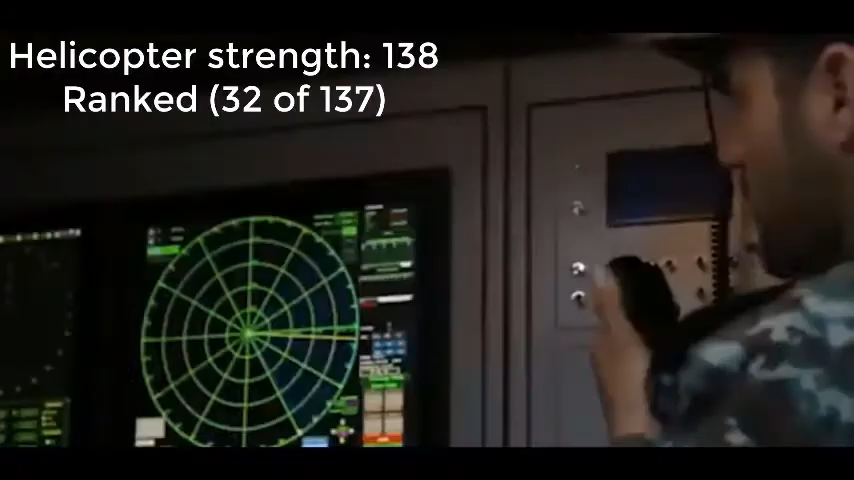 Helicopter strength: 138
Ranked (32 of 137)